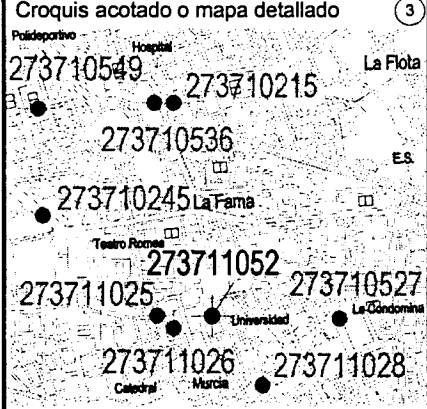 Croquis acotado o mapa detallado 3
Polideportivo
Hospital
La Flota
273710549
273710215
273710536
E.S.
273710245 La Fama
Teatro Romea
273711052
273710527
273711025
La Condomina
Universidad
273711026
273711028
Catedral
Murcia